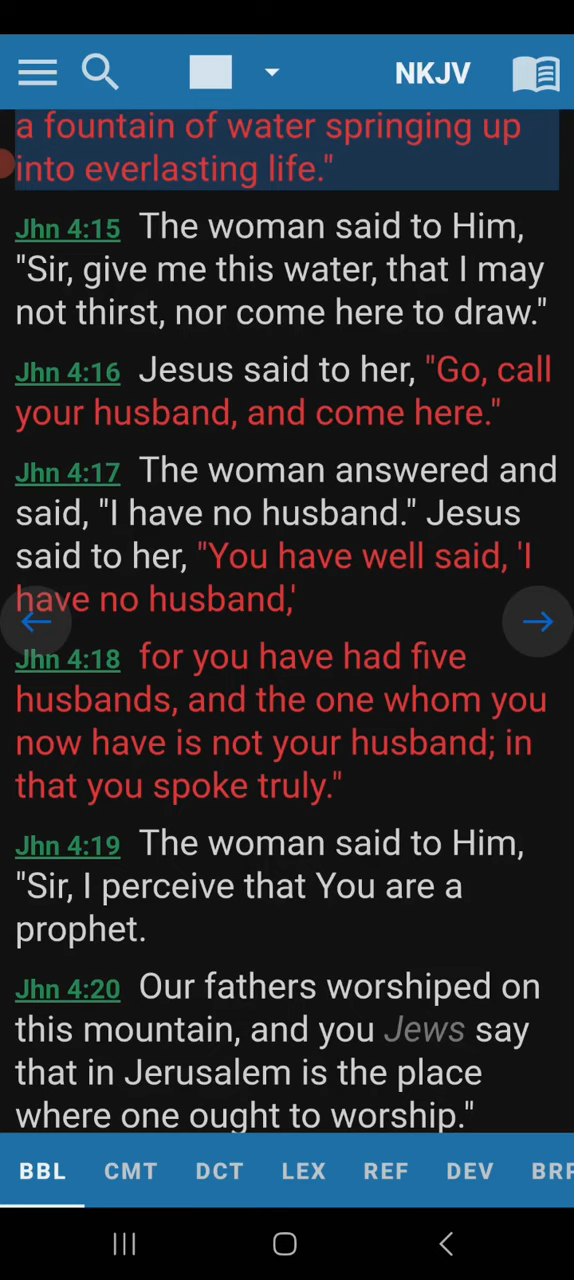 NKJV
a fountain of water springing up
into everlasting life."
Jhn 4:15 The woman said to Him,
"Sir, give me this water, that I may
not thirst, nor come here to draw."
Jhn 4:16 Jesus said to her, "Go, call
your husband, and come here."
Jhn 4:17 The woman answered and
said, "I have no husband." Jesus
said to her, "You have well said, 'I
have no husband,'
Jhn 4:18 for you have had five
husbands, and the one whom you
now have is not your husband; in
that you spoke truly."
Jhn 4:19 The woman said to Him,
"Sir, I perceive that You are a
prophet.
Jhn 4:20 Our fathers worshiped on
this mountain, and you Jews say
that in Jerusalem is the place
where one ought to worship."
BBL CMT DCT LEX REF DEV BRP